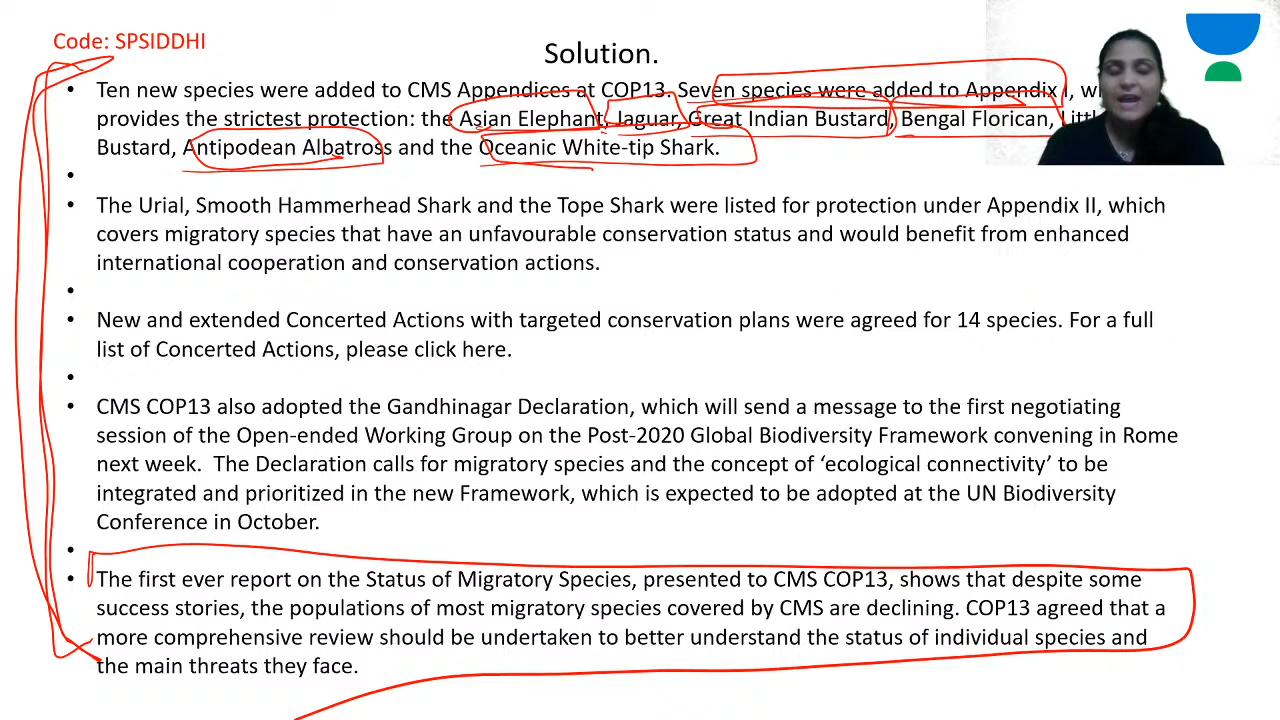 Code: SPSIDDHI
Solution.
• Ten new species were added to CMS Appendices at COP13. Seven species were added to Appendix I,
provides the strictest protection: the Asian Elephant, Jaguar, Great Indian Bustard, Bengal Florican,
Bustard, Antipodean Albatross and the Oceanic White-tip Shark.
•
• The Urial, Smooth Hammerhead Shark and the Tope Shark were listed for protection under Appendix II, which
covers migratory species that have an unfavourable conservation status and would benefit from enhanced
international cooperation and conservation actions.
•
• New and extended Concerted Actions with targeted conservation plans were agreed for 14 species. For a full
list of Concerted Actions, please click here.
•
• CMS COP13 also adopted the Gandhinagar Declaration, which will send a message to the first negotiating
session of the Open-ended Working Group on the Post-2020 Global Biodiversity Framework convening in Rome
next week. The Declaration calls for migratory species and the concept of ‘ecological connectivity’ to be
integrated and prioritized in the new Framework, which is expected to be adopted at the UN Biodiversity
Conference in October.
•
• The first ever report on the Status of Migratory Species, presented to CMS COP13, shows that despite some
success stories, the populations of most migratory species covered by CMS are declining. COP13 agreed that a
more comprehensive review should be undertaken to better understand the status of individual species and
the main threats they face.